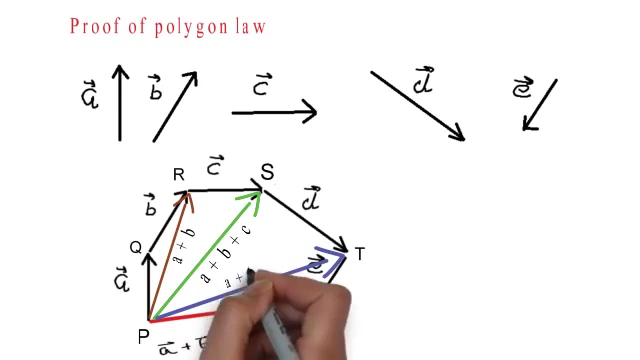 Proof of polygon law
a⃗ b⃗ c⃗ d⃗ e⃗
R c⃗ S
b⃗ d⃗
Q a + b a + b + c e⃗ T
a⃗ a +
P
a⃗ +